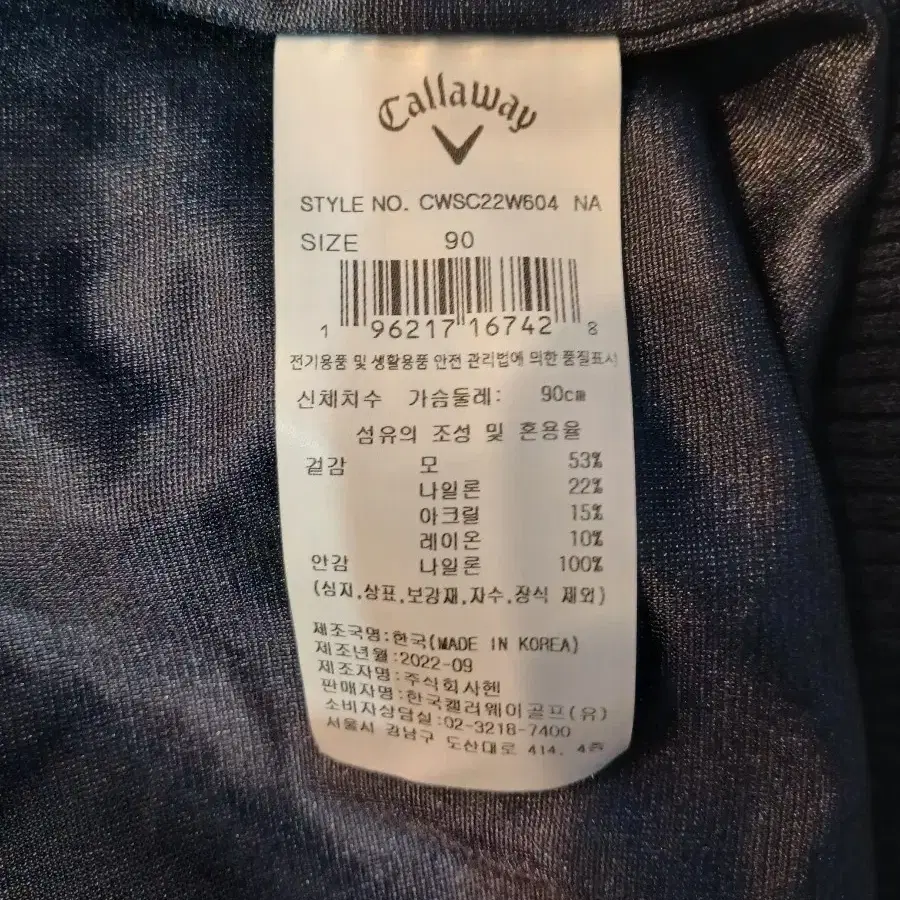 Callaway
STYLE NO. CWSC22W604 NA
SIZE 90
1 96217 16742 8
전기용품 및 생활용품 안전 관리법에 의한 품질표시
신체치수 가슴둘레: 90cm
섬유의 조성 및 혼용율
겉감 모 53%
나일론 22%
아크릴 15%
레이온 10%
안감 나일론 100%
(심지,상표,보강재,자수,장식 제외)
제조국명:한국(MADE IN KOREA)
제조년월:2022-09
제조자명:주식회사헨
판매자명:한국캘러웨이골프(유)
소비자상담실:02-3218-7400
서울시 강남구 도산대로 414, 4층